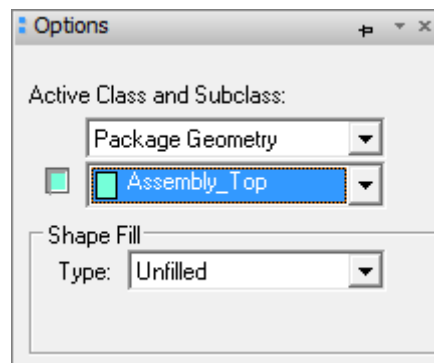 Options
Active Class and Subclass:
Package Geometry
Assembly_Top
Shape Fill
Type: Unfilled